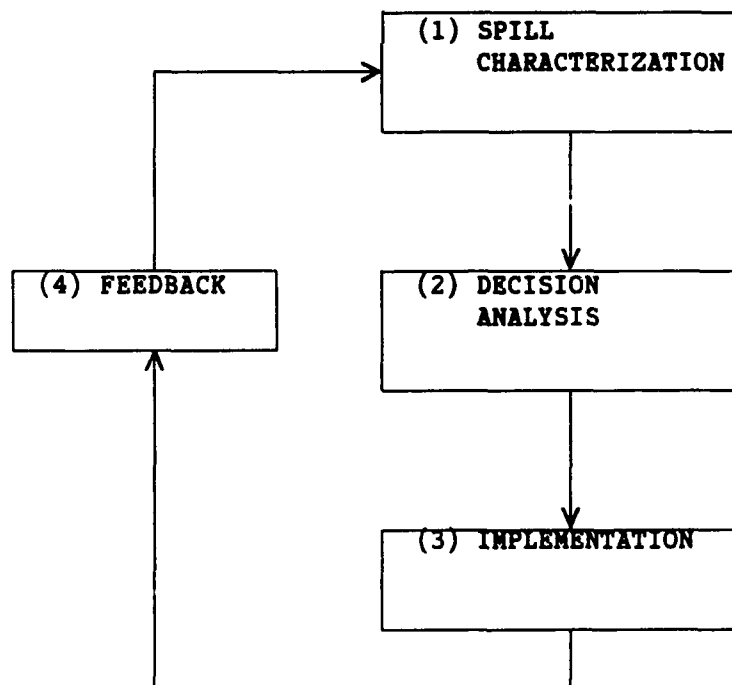 (1) SPILL
CHARACTERIZATION
(4) FEEDBACK
(2) DECISION
ANALYSIS
(3) IMPLEMENTATION